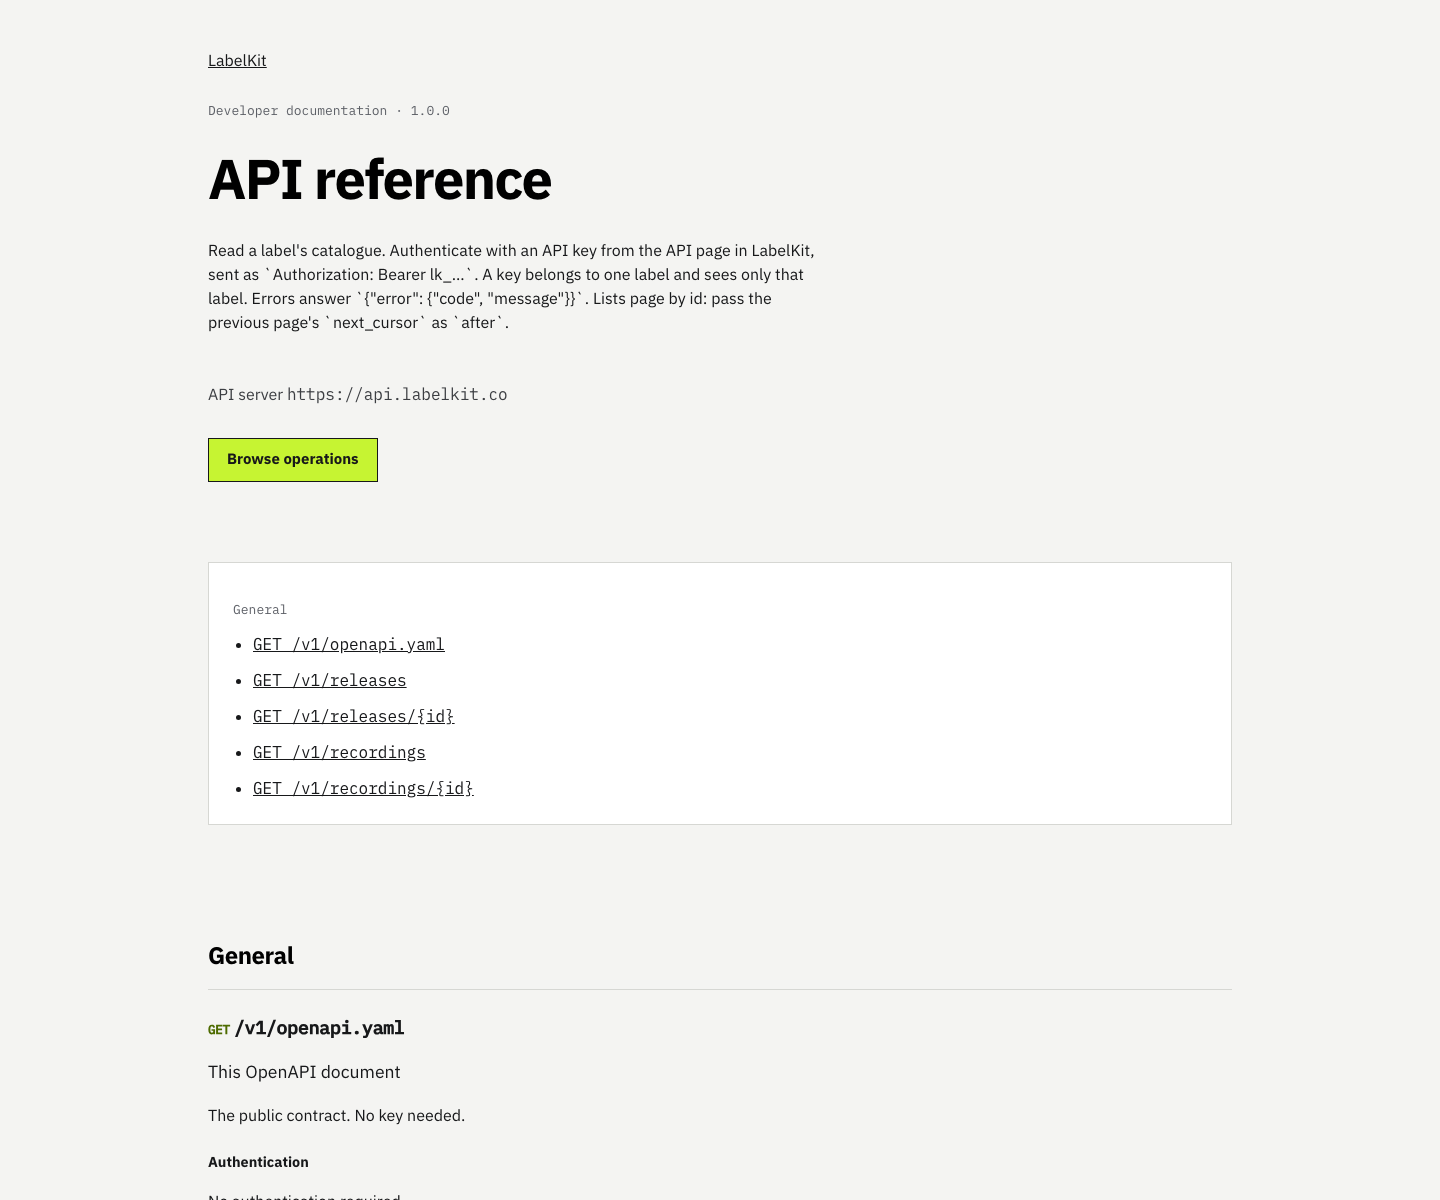 LabelKit
Developer documentation · 1.0.0
API reference
Read a label's catalogue. Authenticate with an API key from the API page in LabelKit,
sent as `Authorization: Bearer lk_…`. A key belongs to one label and sees only that
label. Errors answer `{"error": {"code", "message"}}`. Lists page by id: pass the
previous page's `next_cursor` as `after`.
API server https://api.labelkit.co
Browse operations
General
• GET /v1/openapi.yaml
• GET /v1/releases
• GET /v1/releases/{id}
• GET /v1/recordings
• GET /v1/recordings/{id}
General
GET /v1/openapi.yaml
This OpenAPI document
The public contract. No key needed.
Authentication
No authentication required